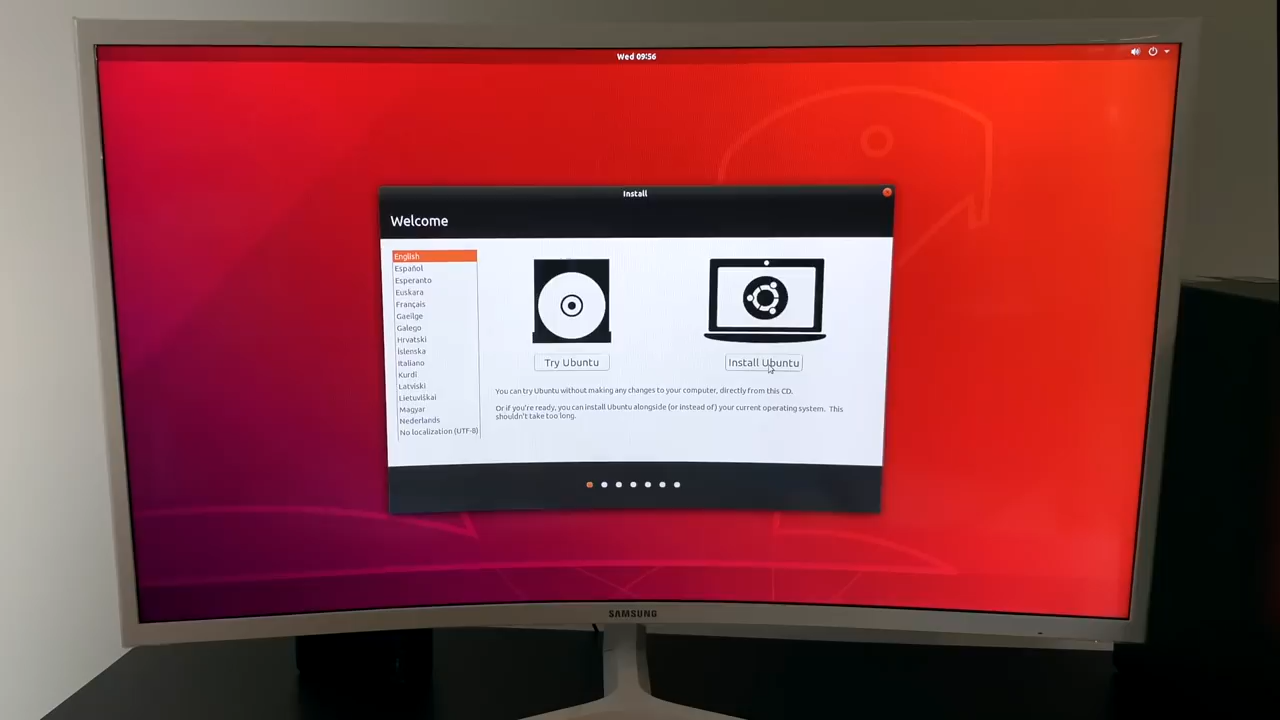 Wed 09:56
Install
Welcome
English
Español
Esperanto
Euskara
Français
Gaeilge
Galego
Hrvatski
Íslenska
Italiano
Kurdî
Latviski
Lietuviškai
Magyar
Nederlands
No localization (UTF-8)
Try Ubuntu
Install Ubuntu
You can try Ubuntu without making any changes to your computer, directly from this CD.
Or if you're ready, you can install Ubuntu alongside (or instead of) your current operating system. This
shouldn't take too long.
SAMSUNG